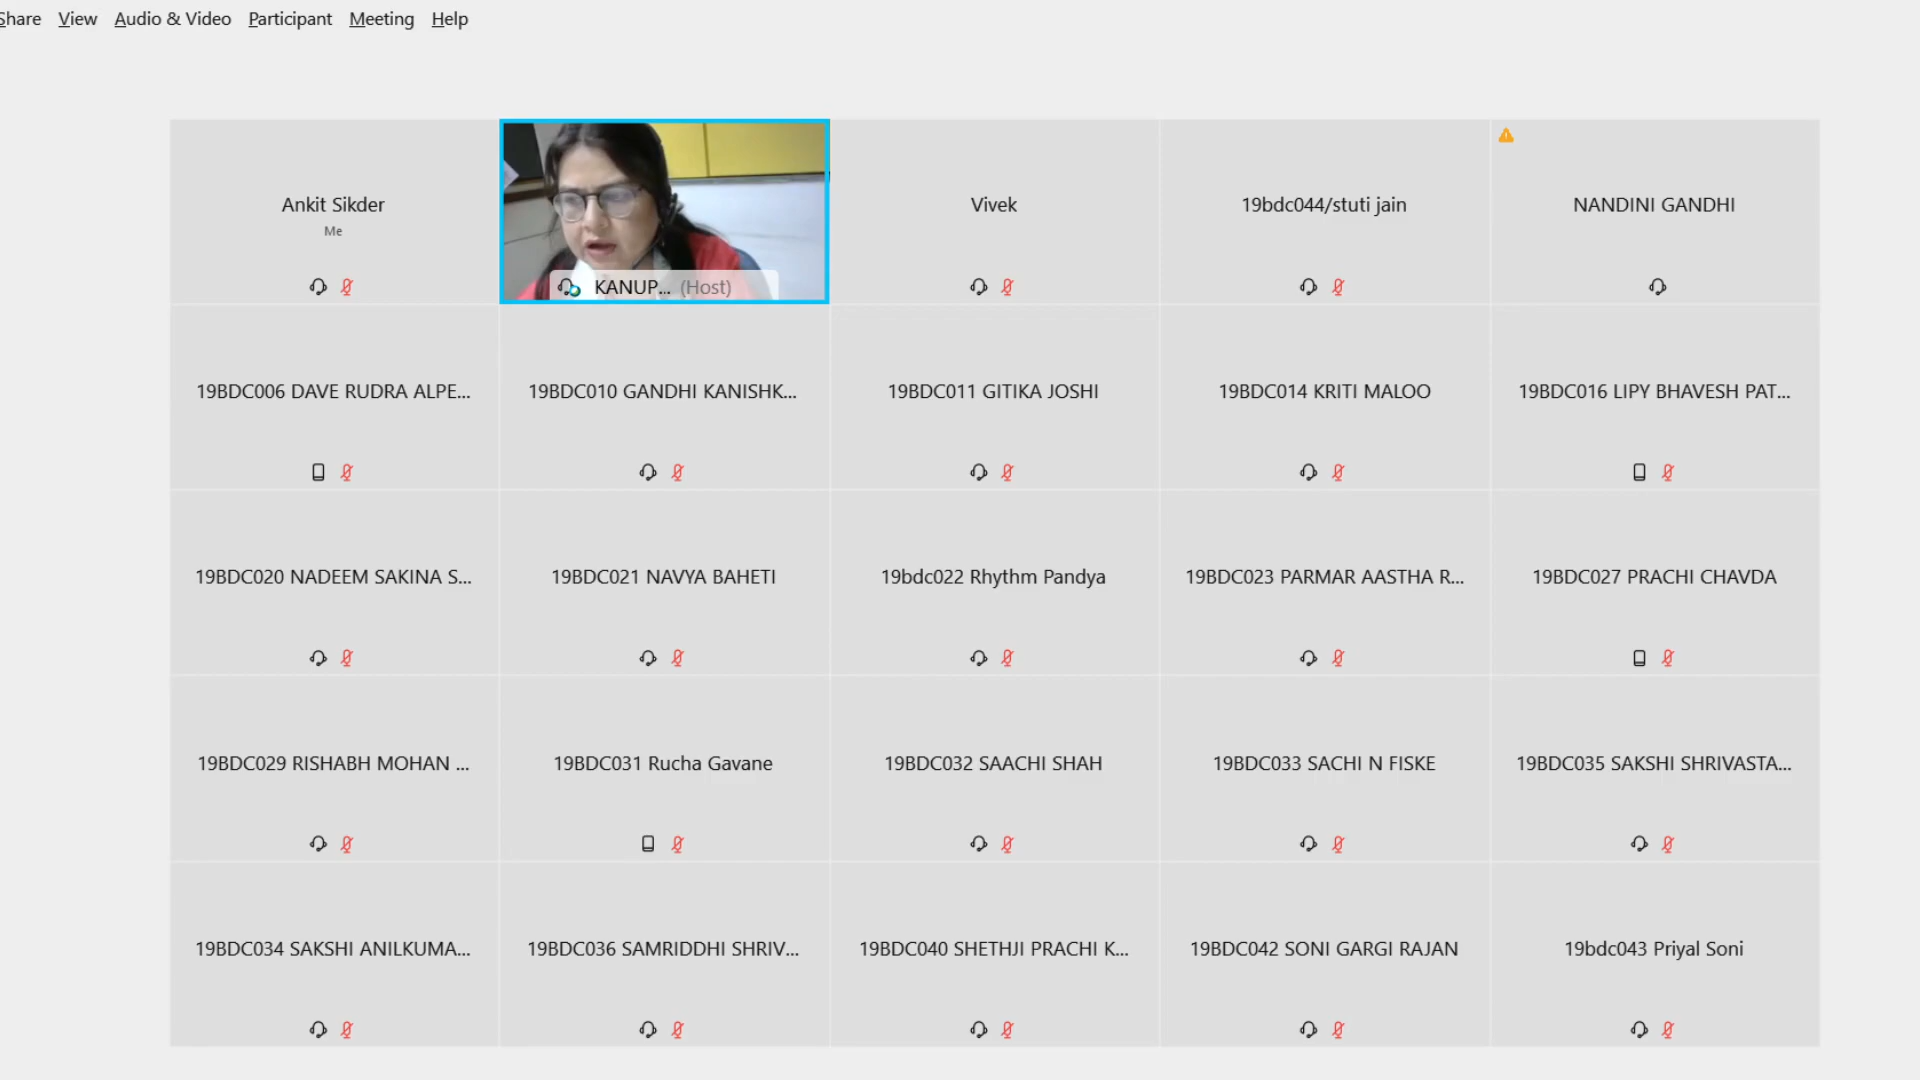 Share View Audio & Video Participant Meeting Help
Ankit Sikder
Me
KANUP... (Host)
Vivek
19bdc044/stuti jain
NANDINI GANDHI
19BDC006 DAVE RUDRA ALPE...
19BDC010 GANDHI KANISHK...
19BDC011 GITIKA JOSHI
19BDC014 KRITI MALOO
19BDC016 LIPY BHAVESH PAT...
19BDC020 NADEEM SAKINA S...
19BDC021 NAVYA BAHETI
19bdc022 Rhythm Pandya
19BDC023 PARMAR AASTHA R...
19BDC027 PRACHI CHAVDA
19BDC029 RISHABH MOHAN ...
19BDC031 Rucha Gavane
19BDC032 SAACHI SHAH
19BDC033 SACHI N FISKE
19BDC035 SAKSHI SHRIVASTA...
19BDC034 SAKSHI ANILKUMA...
19BDC036 SAMRIDDHI SHRIV...
19BDC040 SHETHJI PRACHI K...
19BDC042 SONI GARGI RAJAN
19bdc043 Priyal Soni